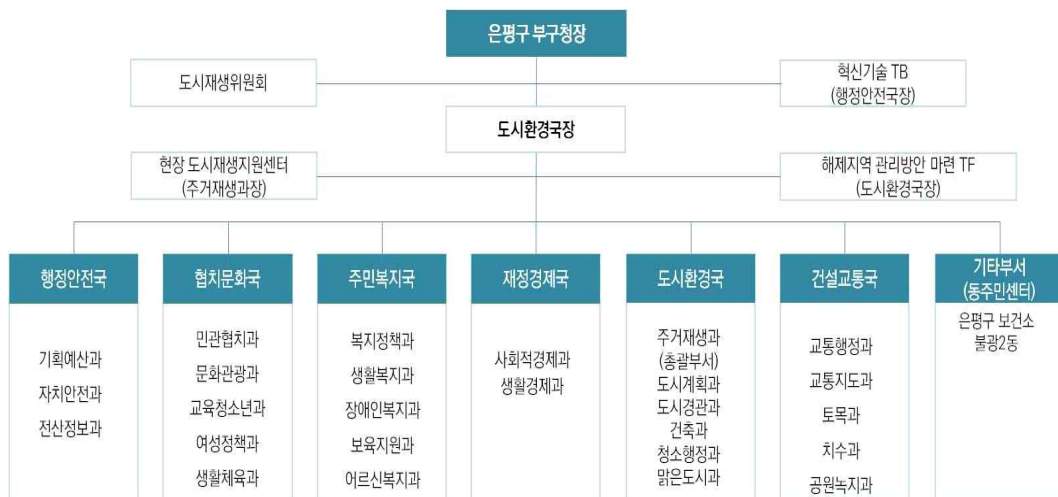 은평구 부구청장
도시재생위원회
혁신기술 TB
(행정안전국장)
도시환경국장
현장 도시재생지원센터
(주거재생과장)
해제지역 관리방안 마련 TF
(도시환경국장)
행정안전국
기획예산과
자치안전과
전산정보과
협치문화국
민관협치과
문화관광과
교육청소년과
여성정책과
생활체육과
주민복지국
복지정책과
생활복지과
장애인복지과
보육지원과
어르신복지과
재정경제국
사회적경제과
생활경제과
도시환경국
주거재생과
(총괄부서)
도시계획과
도시경관과
건축과
청소행정과
맑은도시과
건설교통국
교통행정과
교통지도과
토목과
치수과
공원녹지과
기타부서
(동주민센터)
은평구 보건소
불광2동